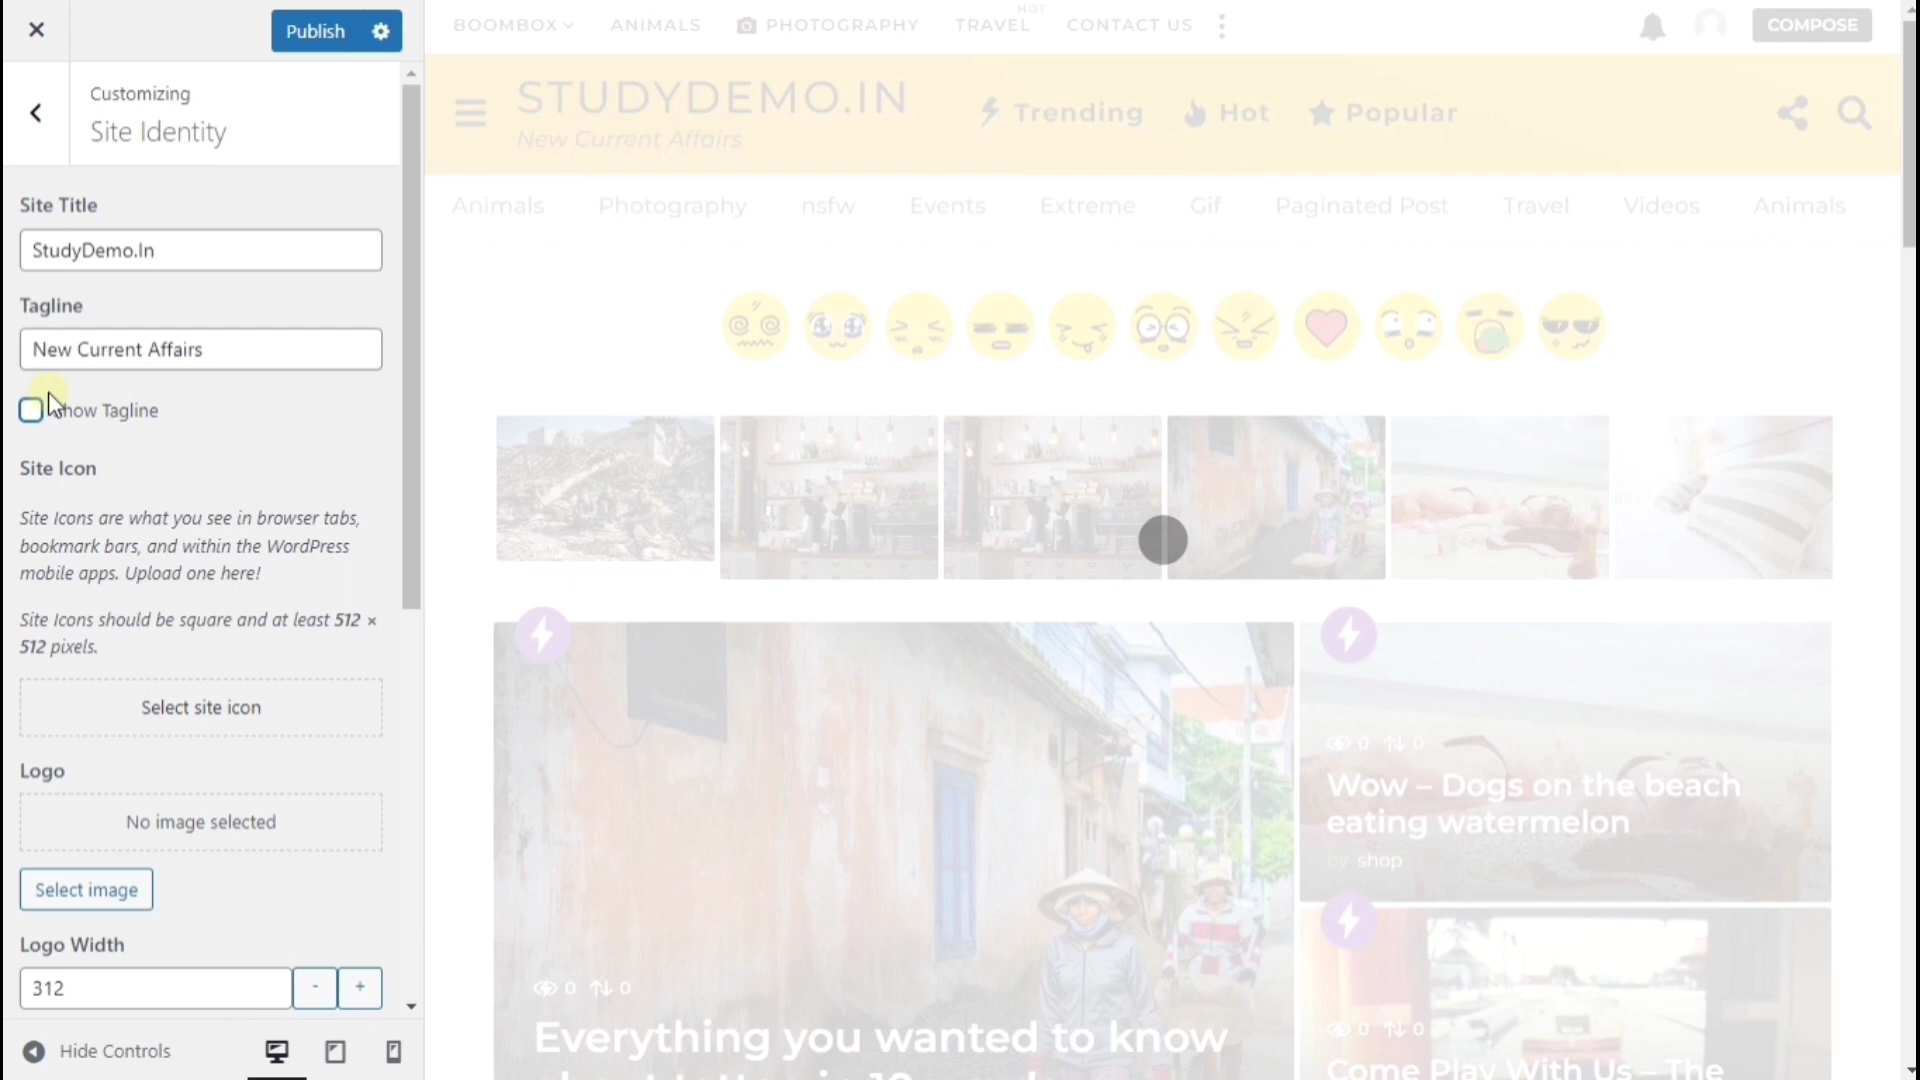 Publish
Customizing
Site Identity
Site Title
StudyDemo.In
Tagline
New Current Affairs
Show Tagline
Site Icon
Site Icons are what you see in browser tabs,
bookmark bars, and within the WordPress
mobile apps. Upload one here!
Site Icons should be square and at least 512 ×
512 pixels.
Select site icon
Logo
No image selected
Select image
Logo Width
312
- +
Hide Controls
HOT
BOOMBOX ANIMALS PHOTOGRAPHY TRAVEL CONTACT US COMPOSE
STUDYDEMO.IN
New Current Affairs
Trending Hot Popular
Animals Photography nsfw Events Extreme Gif Paginated Post Travel Videos Animals
0 0
Everything you wanted to know
0 0
Wow – Dogs on the beach
eating watermelon
by shop
0 0
Come Play With Us – The